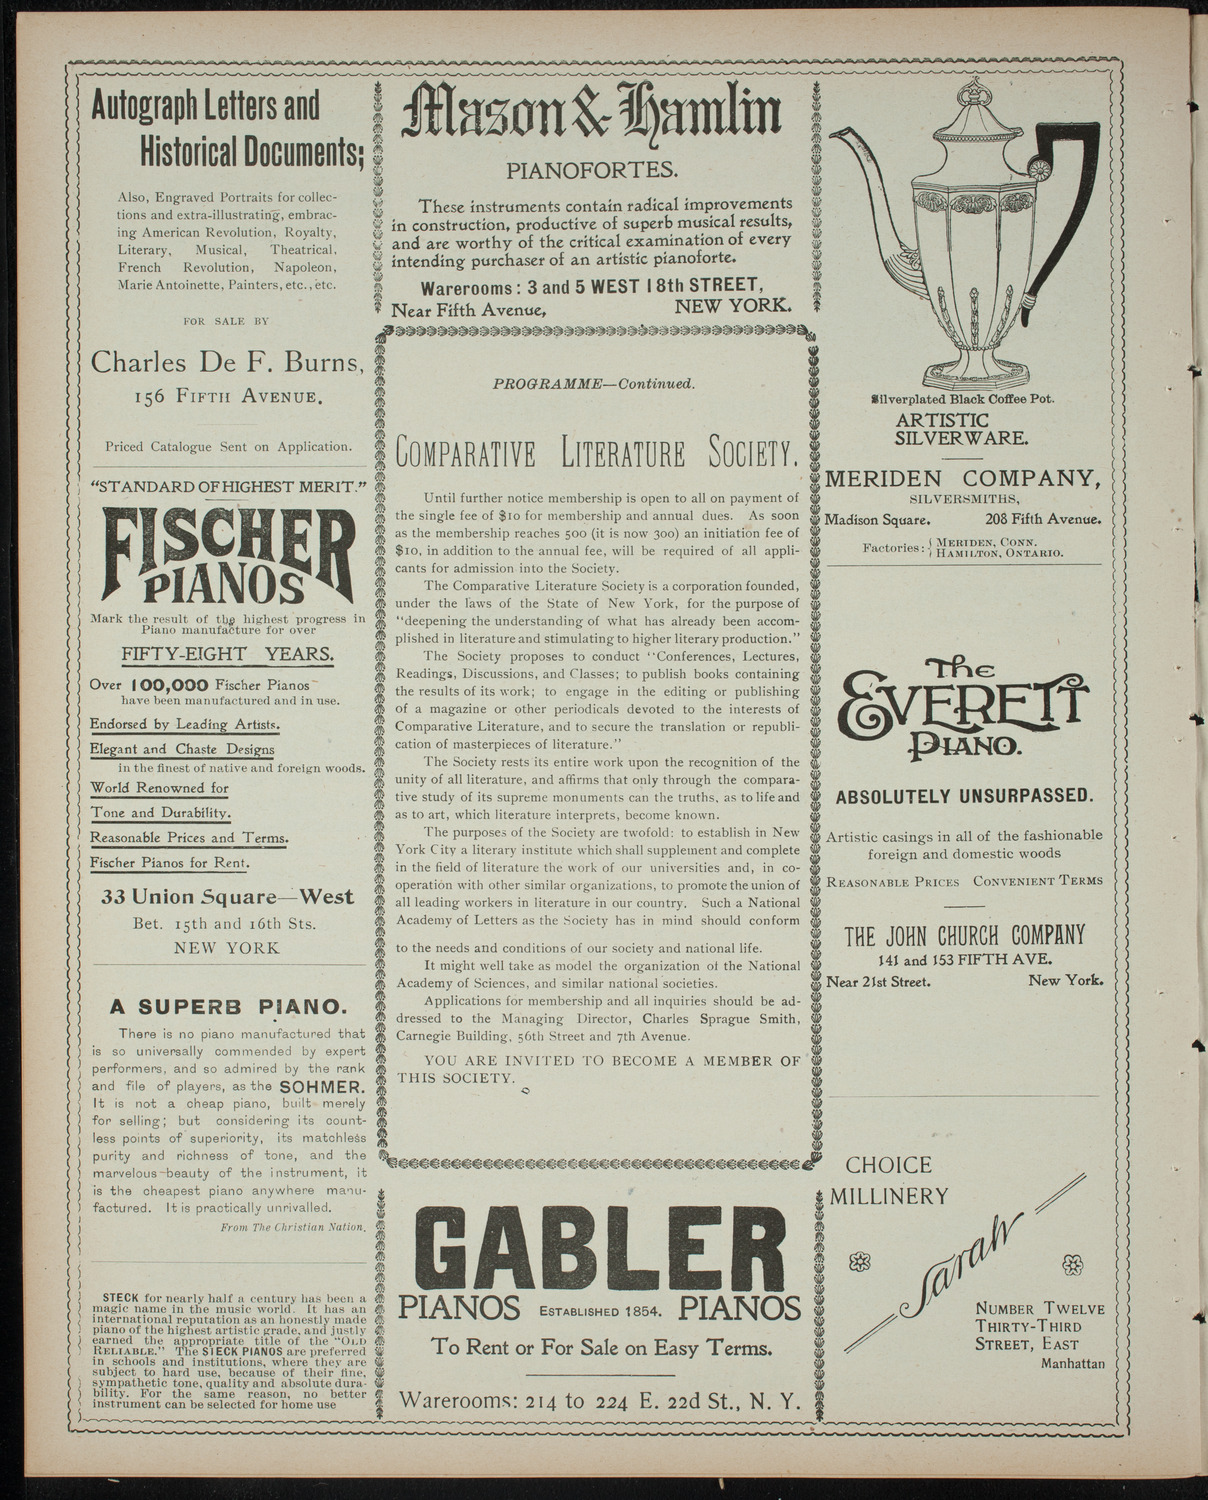 Autograph Letters and
Historical Documents;
Also, Engraved Portraits for collec-
tions and extra-illustrating, embrac-
ing American Revolution, Royalty,
Literary, Musical, Theatrical,
French Revolution, Napoleon,
Marie Antoinette, Painters, etc., etc.
FOR SALE BY
Charles De F. Burns,
156 FIFTH AVENUE.
Priced Catalogue Sent on Application.
"STANDARD OF HIGHEST MERIT."
FISCHER
PIANOS
Mark the result of the highest progress in
Piano manufacture for over
FIFTY-EIGHT YEARS.
Over 100,000 Fischer Pianos
have been manufactured and in use.
Endorsed by Leading Artists.
Elegant and Chaste Designs
in the finest of native and foreign woods.
World Renowned for
Tone and Durability.
Reasonable Prices and Terms.
Fischer Pianos for Rent.
33 Union Square—West
Bet. 15th and 16th Sts.
NEW YORK
A SUPERB PIANO.
There is no piano manufactured that
is so universally commended by expert
performers, and so admired by the rank
and file of players, as the SOHMER.
It is not a cheap piano, built merely
for selling; but considering its count-
less points of superiority, its matchless
purity and richness of tone, and the
marvelous beauty of the instrument, it
is the cheapest piano anywhere manu-
factured. It is practically unrivalled.
From The Christian Nation.
STECK for nearly half a century has been a
magic name in the music world. It has an
international reputation as an honestly made
piano of the highest artistic grade, and justly
earned the appropriate title of the "OLD
RELIABLE." The STECK PIANOS are preferred
in schools and institutions, where they are
subject to hard use, because of their fine,
sympathetic tone, quality and absolute dura-
bility. For the same reason, no better
instrument can be selected for home use
Mason & Hamlin
PIANOFORTES.
These instruments contain radical improvements
in construction, productive of superb musical results,
and are worthy of the critical examination of every
intending purchaser of an artistic pianoforte.
Warerooms: 3 and 5 WEST 18th STREET,
Near Fifth Avenue, NEW YORK.
PROGRAMME—Continued.
COMPARATIVE LITERATURE SOCIETY.
Until further notice membership is open to all on payment of
the single fee of $10 for membership and annual dues. As soon
as the membership reaches 500 (it is now 300) an initiation fee of
$10, in addition to the annual fee, will be required of all appli-
cants for admission into the Society.
The Comparative Literature Society is a corporation founded,
under the laws of the State of New York, for the purpose of
"deepening the understanding of what has already been accom-
plished in literature and stimulating to higher literary production."
The Society proposes to conduct "Conferences, Lectures,
Readings, Discussions, and Classes; to publish books containing
the results of its work; to engage in the editing or publishing
of a magazine or other periodicals devoted to the interests of
Comparative Literature, and to secure the translation or republi-
cation of masterpieces of literature."
The Society rests its entire work upon the recognition of the
unity of all literature, and affirms that only through the compara-
tive study of its supreme monuments can the truths, as to life and
as to art, which literature interprets, become known.
The purposes of the Society are twofold: to establish in New
York City a literary institute which shall supplement and complete
in the field of literature the work of our universities and, in co-
operation with other similar organizations, to promote the union of
all leading workers in literature in our country. Such a National
Academy of Letters as the Society has in mind should conform
to the needs and conditions of our society and national life.
It might well take as model the organization of the National
Academy of Sciences, and similar national societies.
Applications for membership and all inquiries should be ad-
dressed to the Managing Director, Charles Sprague Smith,
Carnegie Building, 56th Street and 7th Avenue.
YOU ARE INVITED TO BECOME A MEMBER OF
THIS SOCIETY.
GABLER
PIANOS ESTABLISHED 1854. PIANOS
To Rent or For Sale on Easy Terms.
Warerooms: 214 to 224 E. 22d St., N. Y.
Silverplated Black Coffee Pot.
ARTISTIC
SILVERWARE.
MERIDEN COMPANY,
SILVERSMITHS,
Madison Square. 208 Fifth Avenue.
Factories: { MERIDEN, CONN.
HAMILTON, ONTARIO.
The
EVERETT
PIANO.
ABSOLUTELY UNSURPASSED.
Artistic casings in all of the fashionable
foreign and domestic woods
REASONABLE PRICES CONVENIENT TERMS
THE JOHN CHURCH COMPANY
141 and 153 FIFTH AVE.
Near 21st Street. New York.
CHOICE
MILLINERY
Sarah
NUMBER TWELVE
THIRTY-THIRD
STREET, EAST
Manhattan